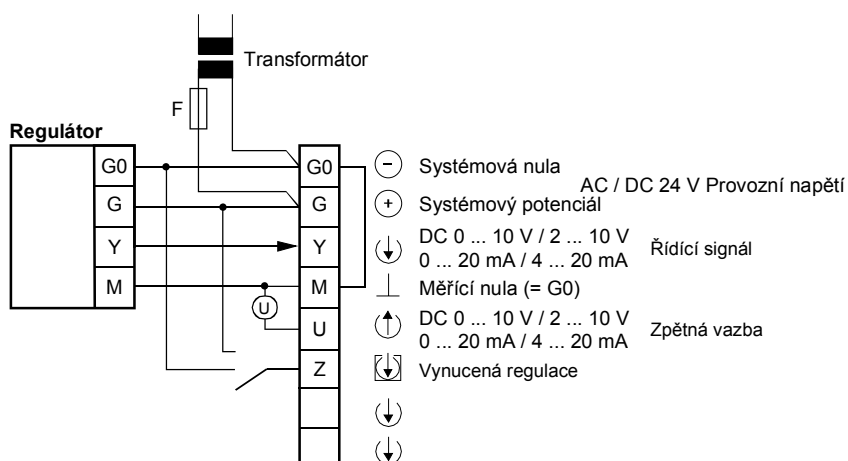 Transformátor
F
Regulátor
G0
G0
Systémová nula
AC / DC 24 V Provozní napětí
G
G
Systémový potenciál
Y
Y
DC 0 ... 10 V / 2 ... 10 V
0 ... 20 mA / 4 ... 20 mA
Řídící signál
M
M
Měřící nula (= G0)
U
U
DC 0 ... 10 V / 2 ... 10 V
0 ... 20 mA / 4 ... 20 mA
Zpětná vazba
Z
Vynucená regulace